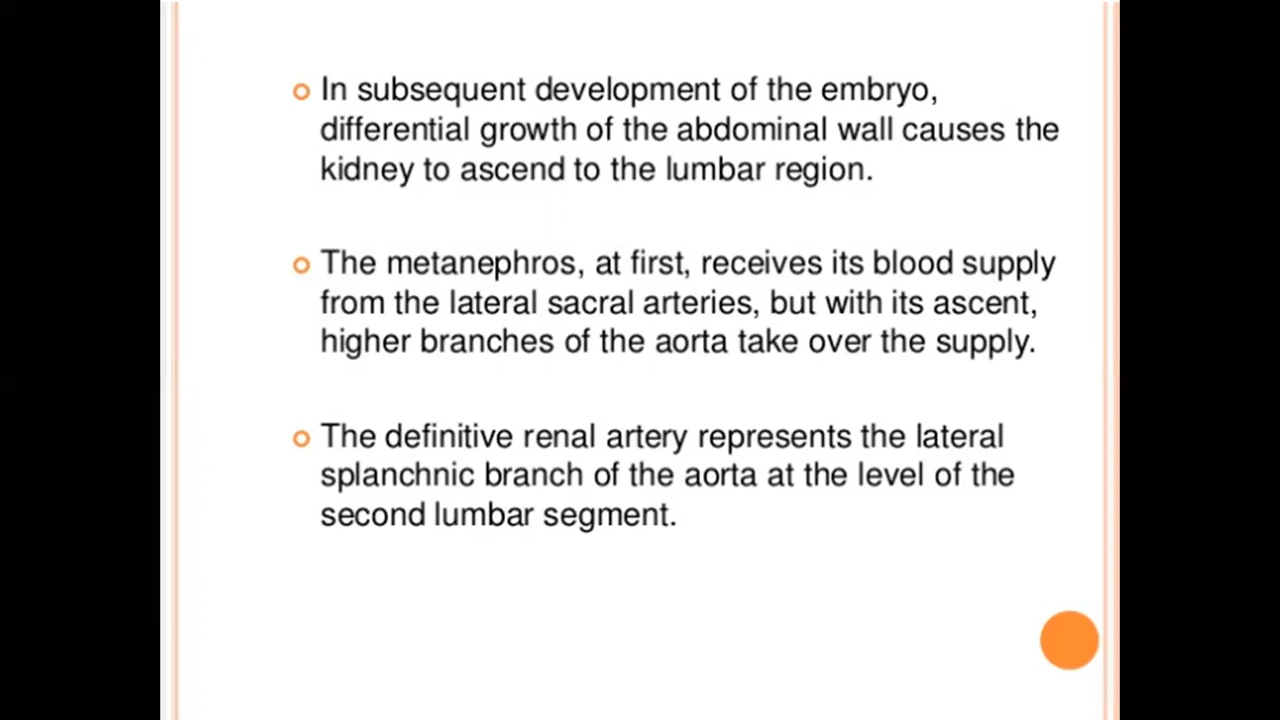 In subsequent development of the embryo,
differential growth of the abdominal wall causes the
kidney to ascend to the lumbar region.
The metanephros, at first, receives its blood supply
from the lateral sacral arteries, but with its ascent,
higher branches of the aorta take over the supply.
The definitive renal artery represents the lateral
splanchnic branch of the aorta at the level of the
second lumbar segment.